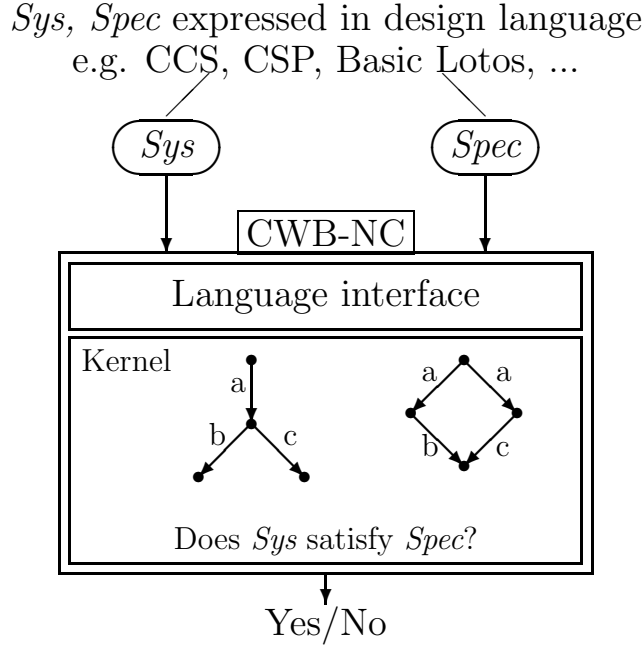 Sys, Spec expressed in design language
e.g. CCS, CSP, Basic Lotos, ...
Sys
Spec
CWB-NC
Language interface
Kernel
a
b
c
a
a
b
c
Does Sys satisfy Spec?
Yes/No